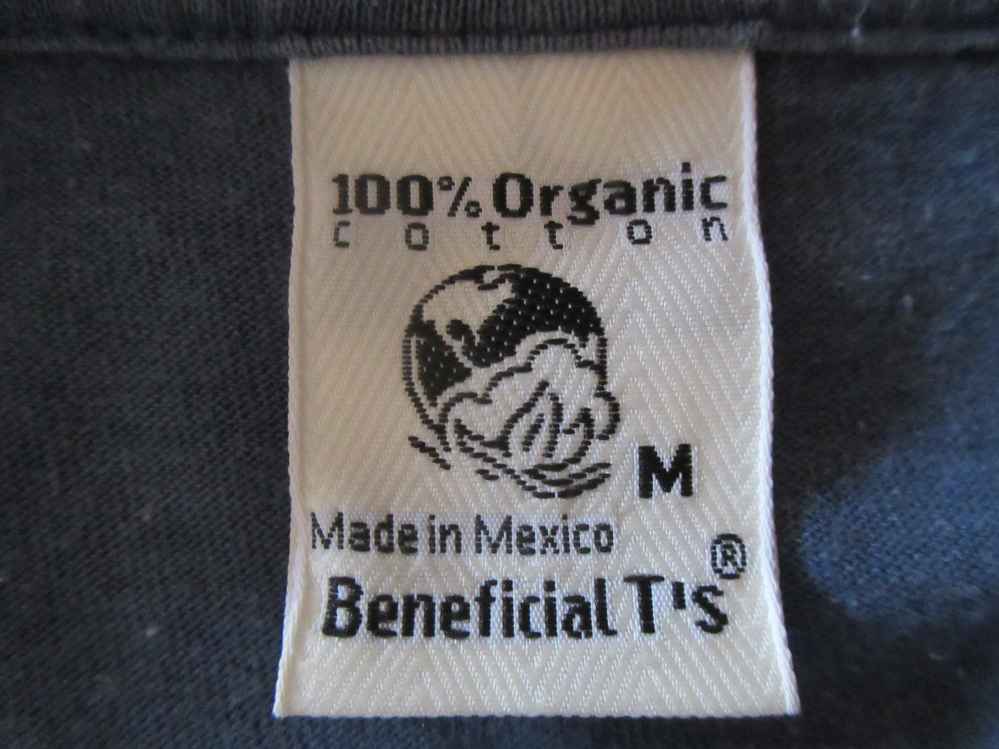 100% Organic
cotton
M
Made in Mexico
Beneficial T's®